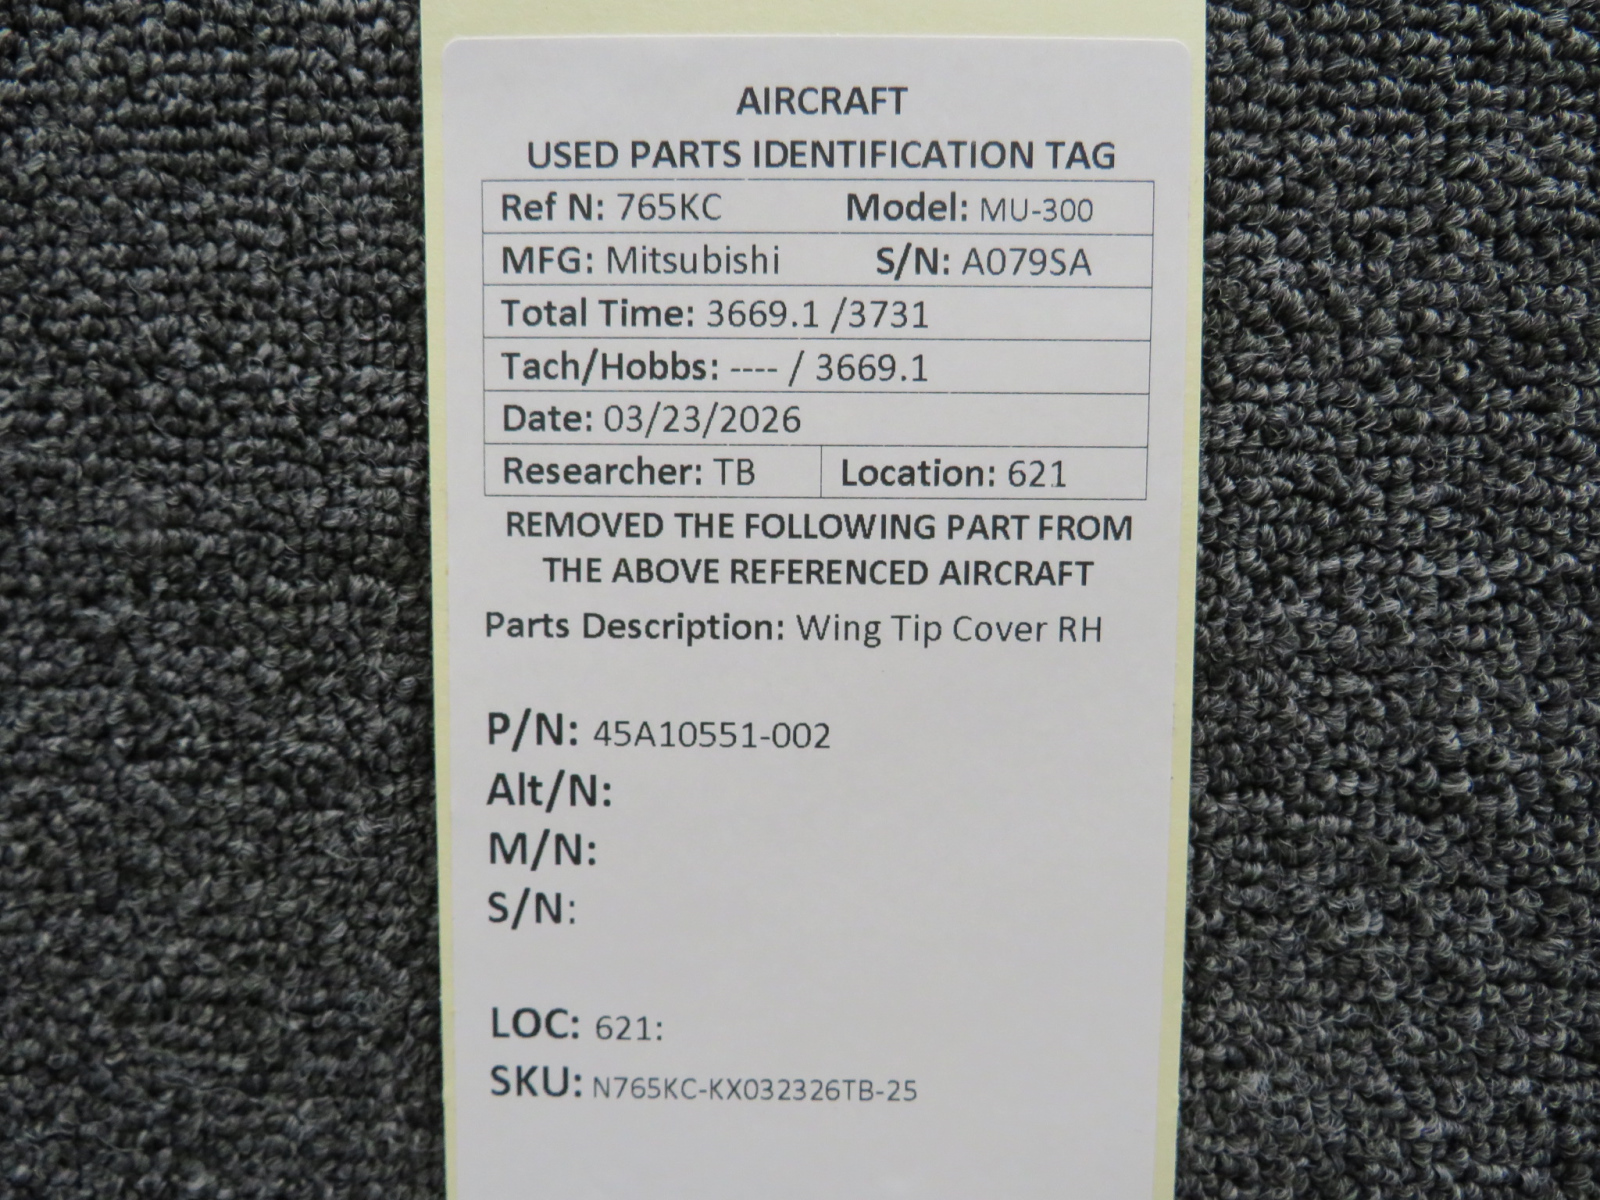 AIRCRAFT
USED PARTS IDENTIFICATION TAG
Ref N: 765KC Model: MU-300
MFG: Mitsubishi S/N: A079SA
Total Time: 3669.1 /3731
Tach/Hobbs: ---- / 3669.1
Date: 03/23/2026
Researcher: TB Location: 621
REMOVED THE FOLLOWING PART FROM
THE ABOVE REFERENCED AIRCRAFT
Parts Description: Wing Tip Cover RH
P/N: 45A10551-002
Alt/N:
M/N:
S/N:
LOC: 621:
SKU: N765KC-KX032326TB-25